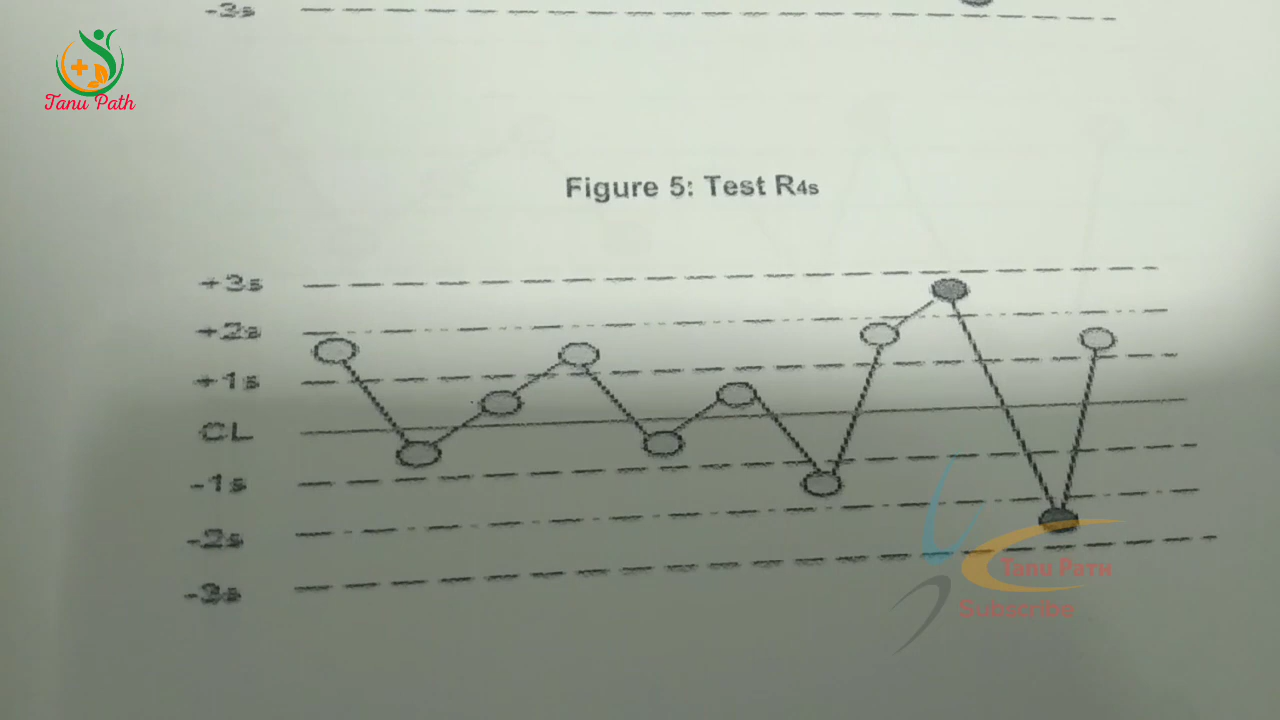 -3s
Tanu Path
Figure 5: Test R4s
+3s
+2s
+1s
CL
-1s
-2s
-3s
Tanu Path
Subscribe